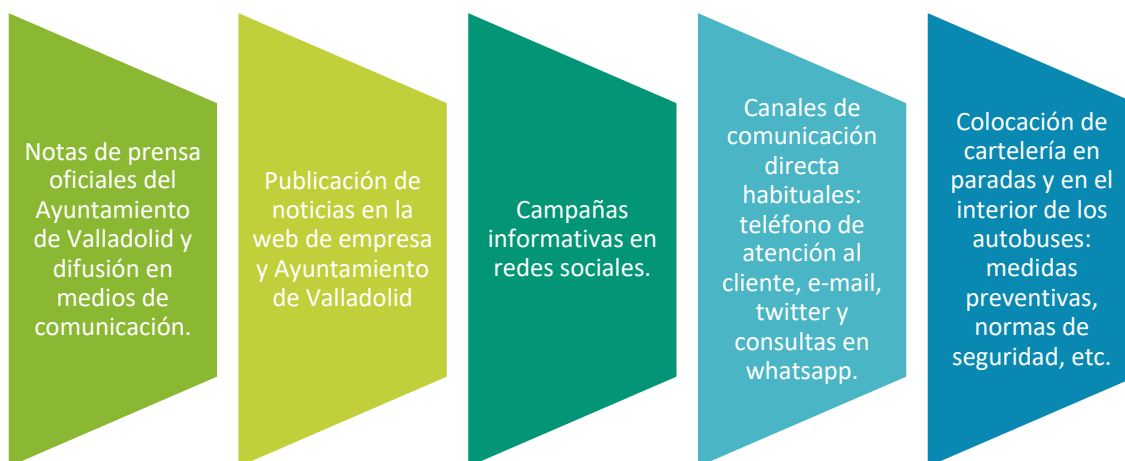 Notas de prensa
oficiales del
Ayuntamiento
de Valladolid y
difusión en
medios de
comunicación.
Publicación de
noticias en la
web de empresa
y Ayuntamiento
de Valladolid
Campañas
informativas en
redes sociales.
Canales de
comunicación
directa
habituales:
teléfono de
atención al
cliente, e-mail,
twitter y
consultas en
whatsapp.
Colocación de
cartelería en
paradas y en el
interior de los
autobuses:
medidas
preventivas,
normas de
seguridad, etc.